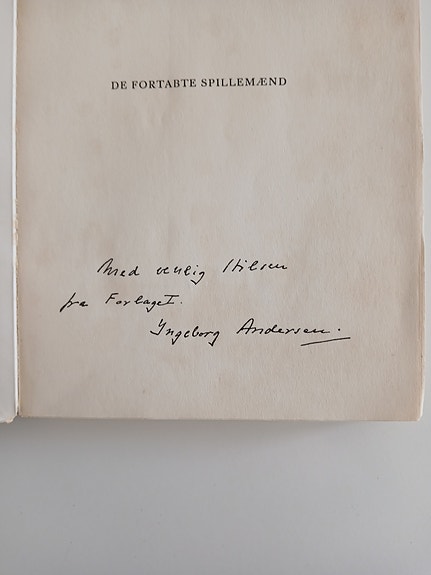 DE FORTABTE SPILLEMÆND
Med venlig Hilsen
fra Forlaget.
Ingeborg Andersen.